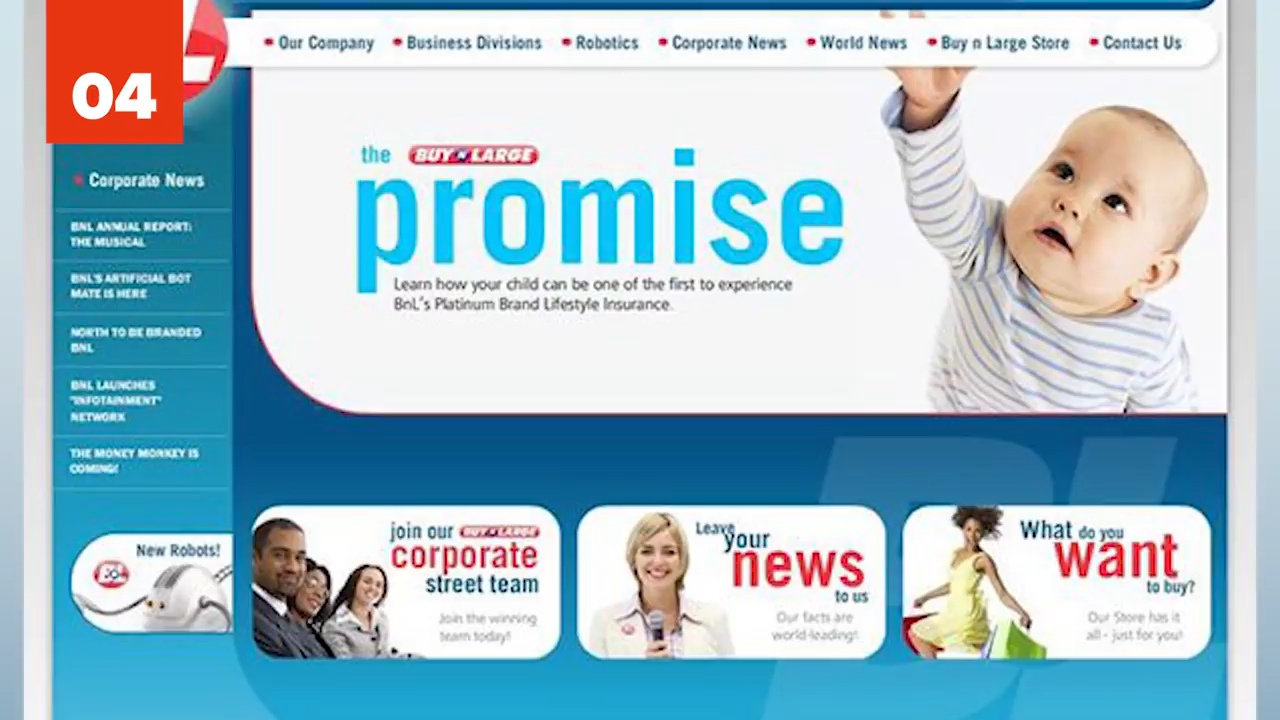 04
Our Company Business Divisions Robotics Corporate News World News Buy n Large Store Contact Us
Corporate News
BNL ANNUAL REPORT:
THE MUSICAL
BNL'S ARTIFICIAL BOT
MATE IS HERE
NORTH TO BE BRANDED
BNL
BNL LAUNCHES
"INFOTAINMENT"
NETWORK
THE MONEY MONKEY IS
COMING!
New Robots!
the BUY N LARGE
promise
Learn how your child can be one of the first to experience
BnL's Platinum Brand Lifestyle Insurance.
join our BUY N LARGE
corporate
street team
Join the winning
team today!
Leave
your
news
to us
Our facts are
world-leading!
What do you
want
to buy?
Our Store has it
all - just for you!